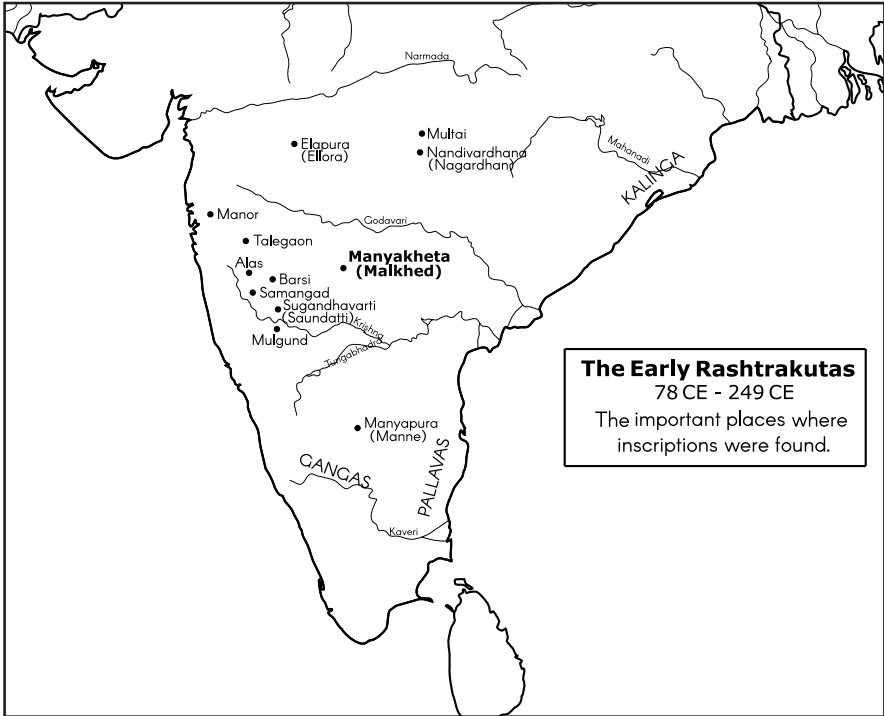 Narmada
Multai
Elapura
(Ellora)
Nandivardhana
(Nagardhan)
Mahanadi
KALINGA
Manor
Godavari
Talegaon
Manyakheta
(Malkhed)
Alas
Barsi
Samangad
Sugandhavarti
(Saundatti)
Krishna
Mulgund
Tungabhadra
The Early Rashtrakutas
78 CE - 249 CE
The important places where
inscriptions were found.
Manyapura
(Manne)
GANGAS
PALLAVAS
Kaveri